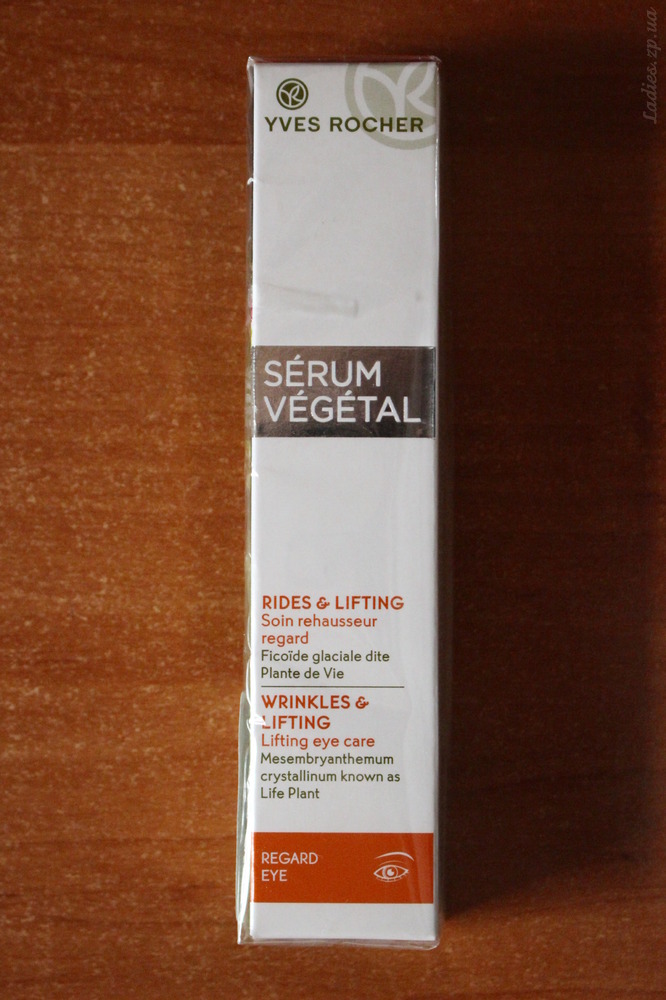 YVES ROCHER
SÉRUM
VÉGÉTAL
RIDES & LIFTING
Soin rehausseur
regard
Ficoïde glaciale dite
Plante de Vie
WRINKLES &
LIFTING
Lifting eye care
Mesembryanthemum
crystallinum known as
Life Plant
REGARD
EYE
Ladies.zp.ua